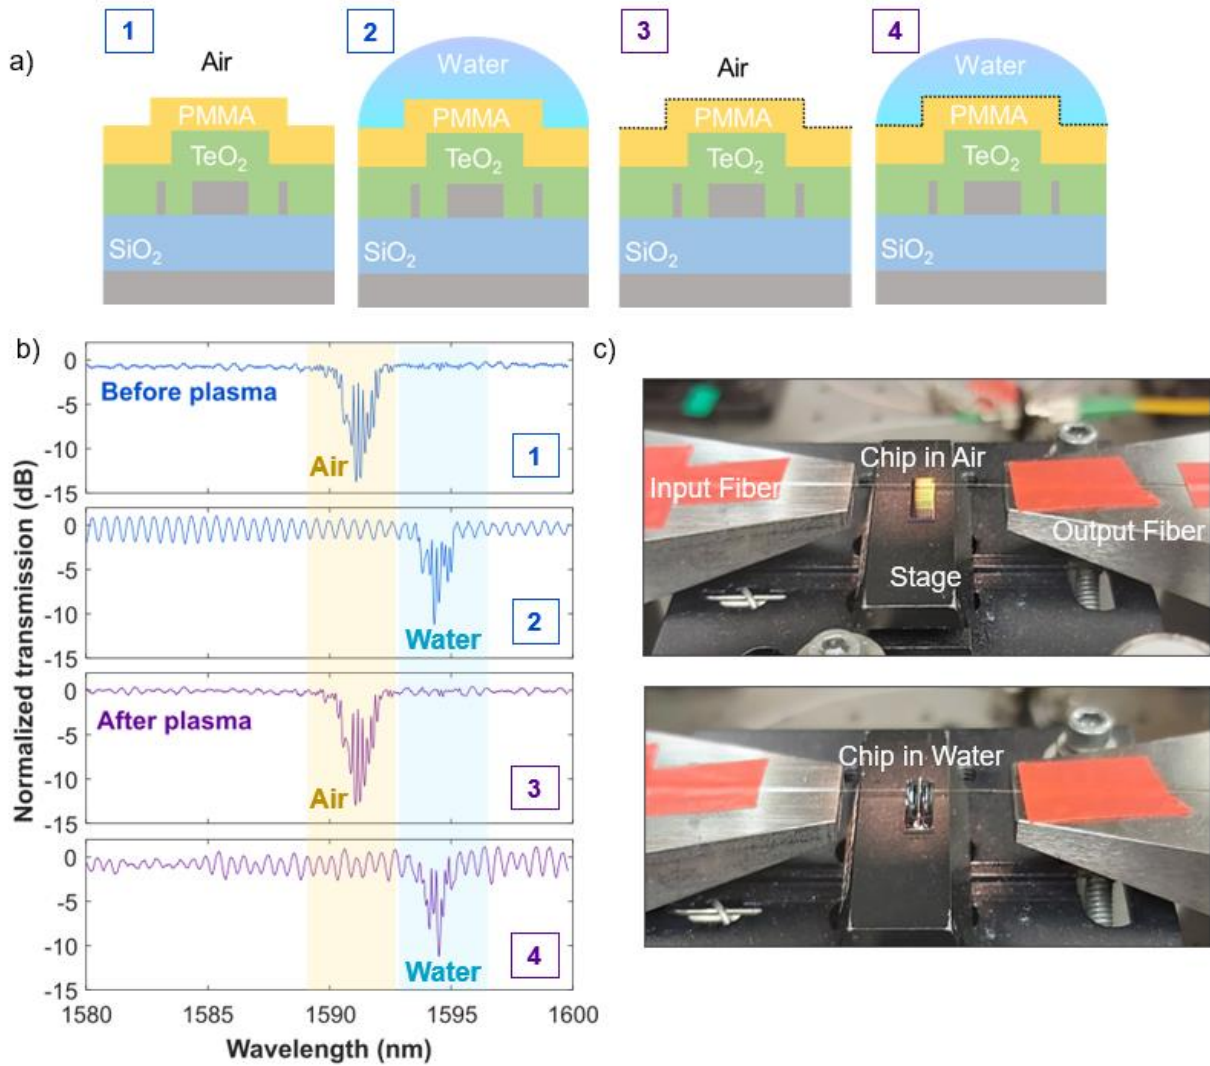 a)
1
2
3
4
Air
Water
Air
Water
PMMA
PMMA
PMMA
PMMA
TeO₂
TeO₂
TeO₂
TeO₂
SiO₂
SiO₂
SiO₂
SiO₂
b)
Normalized transmission (dB)
0
-5
-10
-15
Before plasma
Air
1
0
-5
-10
-15
Water
2
0
-5
-10
-15
After plasma
Air
3
0
-5
-10
-15
Water
4
1580
1585
1590
1595
1600
Wavelength (nm)
c)
Chip in Air
Input Fiber
Output Fiber
Stage
Chip in Water